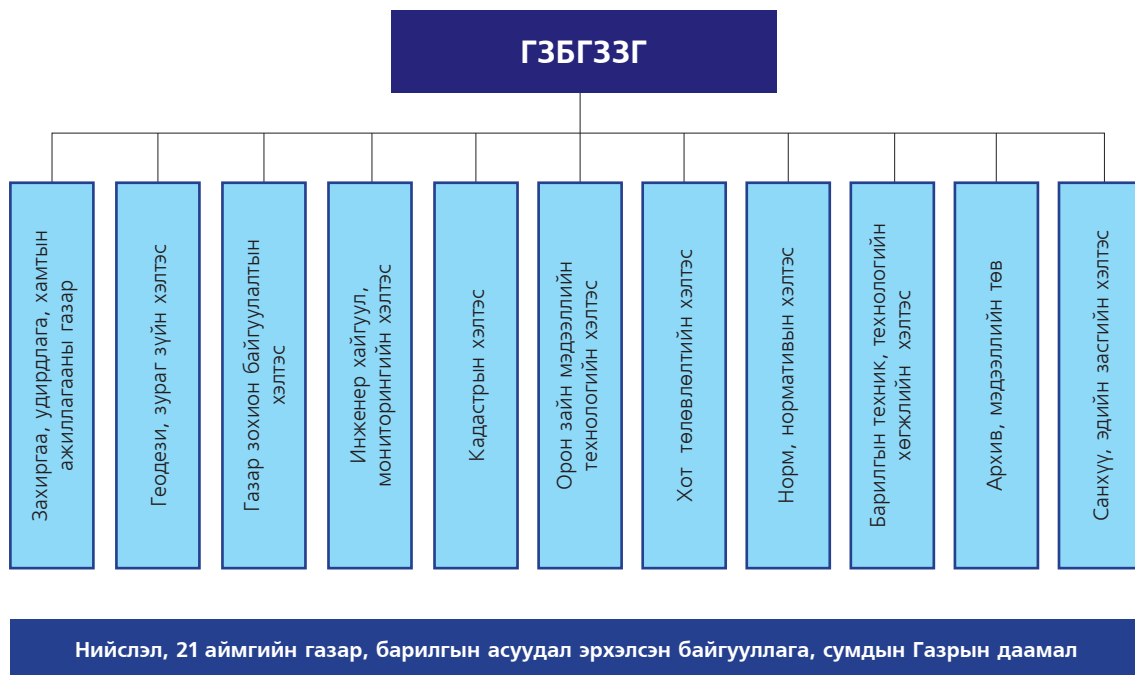 ГЗБГЗЗГ
Захиргаа, удирдлага, хамтын
ажиллагааны газар
Геодези, зураг зүйн хэлтэс
Газар зохион байгуулалтын
хэлтэс
Инженер хайгуул,
мониторингийн хэлтэс
Кадастрын хэлтэс
Орон зайн мэдээллийн
технологийн хэлтэс
Хот төлөвлөлтийн хэлтэс
Норм, нормативын хэлтэс
Барилгын техник, технологийн
хөгжлийн хэлтэс
Архив, мэдээллийн төв
Санхүү, эдийн засгийн хэлтэс
Нийслэл, 21 аймгийн газар, барилгын асуудал эрхэлсэн байгууллага, сумдын Газрын даамал